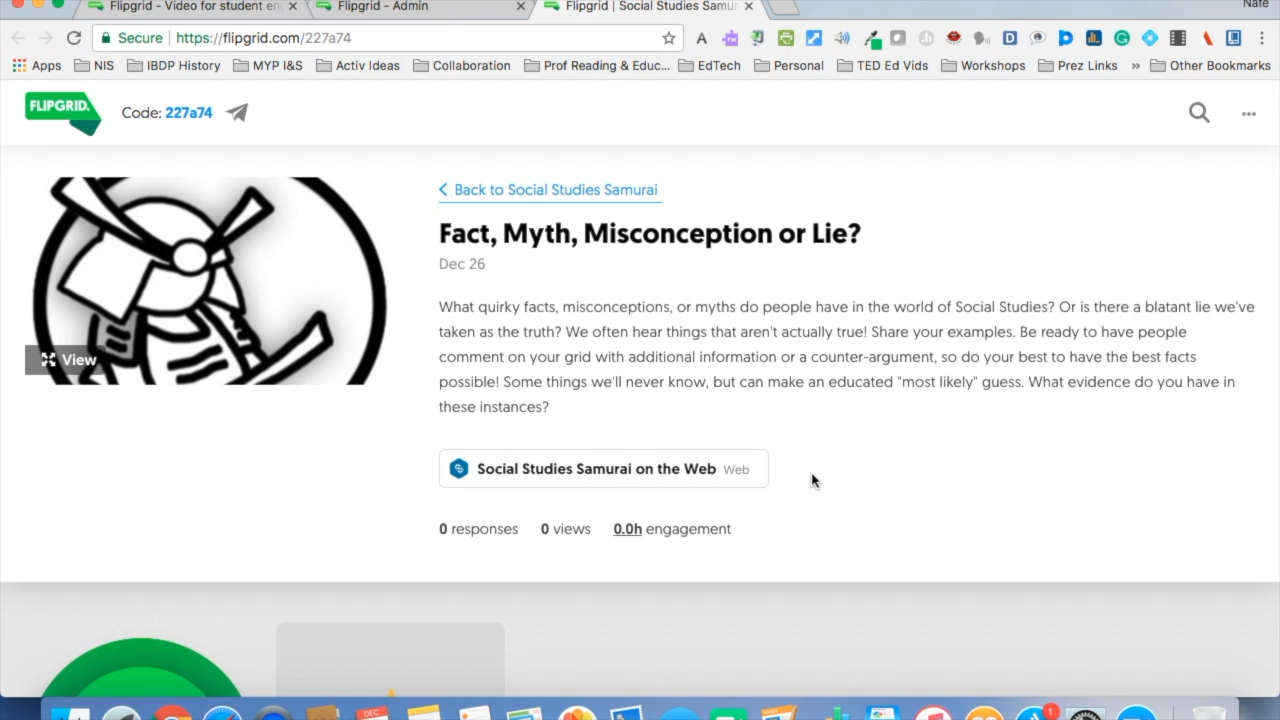 Flipgrid - Video for student en
Flipgrid - Admin
Flipgrid | Social Studies Samur
Nate
Secure
https://flipgrid.com/227a74
Apps NIS IBDP History MYP I&S Activ Ideas Collaboration Prof Reading & Educ... EdTech Personal TED Ed Vids Workshops Prez Links » Other Bookmarks
FLIPGRID.
Code: 227a74
Back to Social Studies Samurai
Fact, Myth, Misconception or Lie?
Dec 26
What quirky facts, misconceptions, or myths do people have in the world of Social Studies? Or is there a blatant lie we've
taken as the truth? We often hear things that aren't actually true! Share your examples. Be ready to have people
comment on your grid with additional information or a counter-argument, so do your best to have the best facts
possible! Some things we'll never know, but can make an educated "most likely" guess. What evidence do you have in
these instances?
View
Social Studies Samurai on the Web Web
0 responses 0 views 0.0h engagement
DEC
1